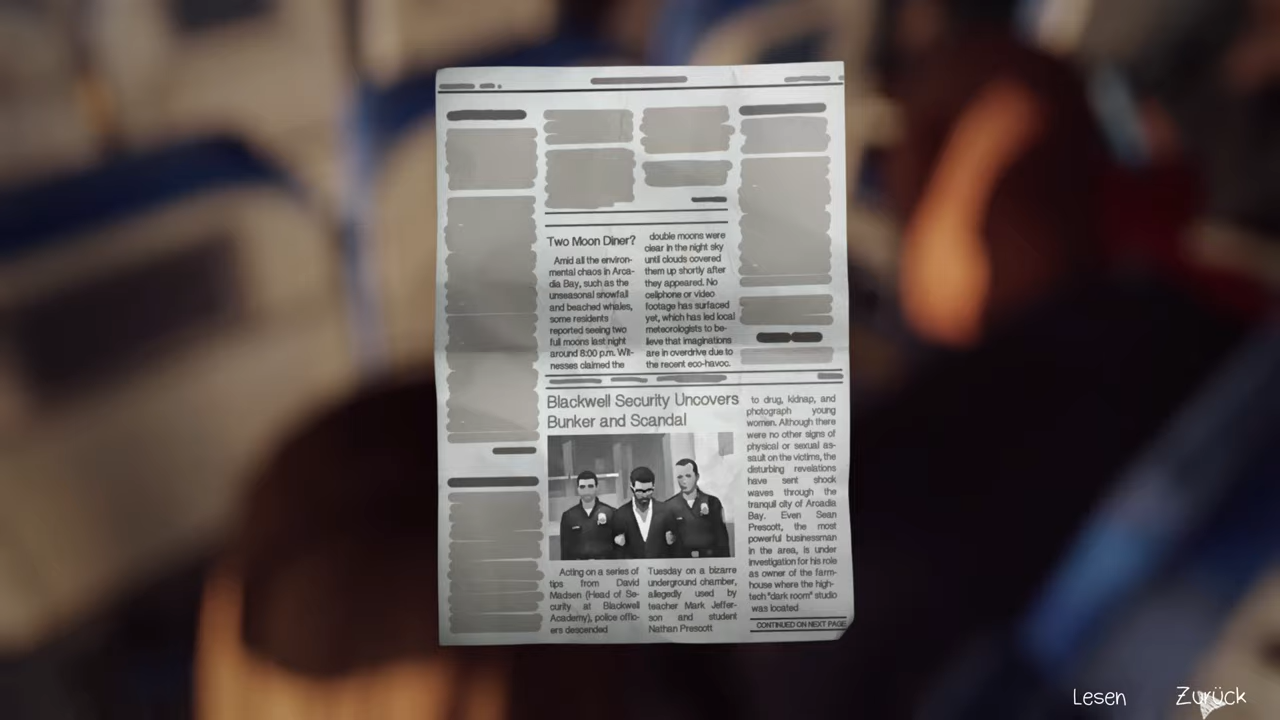 Two Moon Diner?
Amid all the environ-
mental chaos in Arca-
dia Bay, such as the
unseasonal snowfall
and beached whales,
some residents
reported seeing two
full moons last night
around 8:00 p.m. Wit-
nesses claimed the
double moons were
clear in the night sky
until clouds covered
them up shortly after
they appeared. No
cellphone or video
footage has surfaced
yet, which has led local
meteorologists to be-
lieve that imaginations
are in overdrive due to
the recent eco-havoc.
Blackwell Security Uncovers
Bunker and Scandal
Acting on a series of
tips from David
Madsen (Head of Se-
curity at Blackwell
Academy), police offic-
ers descended
Tuesday on a bizarre
underground chamber,
allegedly used by
teacher Mark Jeffer-
son and student
Nathan Prescott
to drug, kidnap, and
photograph young
women. Although there
were no other signs of
physical or sexual as-
sault on the victims, the
disturbing revelations
have sent shock
waves through the
tranquil city of Arcadia
Bay. Even Sean
Prescott, the most
powerful businessman
in the area, is under
investigation for his role
as owner of the farm-
house where the high-
tech "dark room" studio
was located
CONTINUED ON NEXT PAGE
Lesen
Zurück